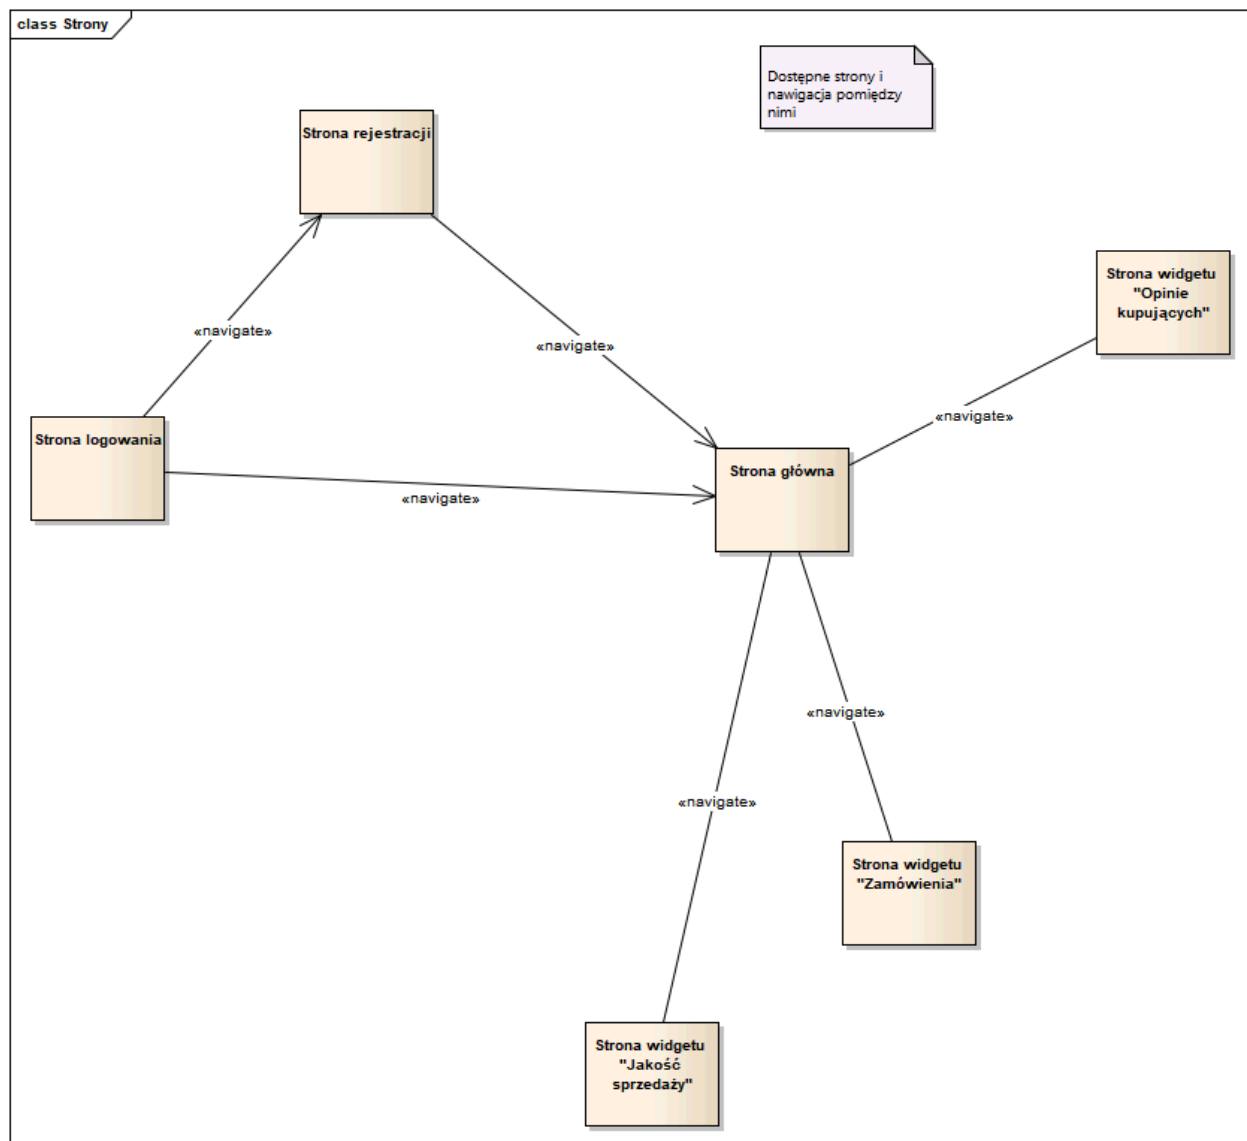 class Strony
Dostępne strony i
nawigacja pomiędzy
nimi
Strona rejestracji
Strona widgetu
"Opinie
kupujących"
«navigate»
«navigate»
«navigate»
Strona logowania
Strona główna
«navigate»
«navigate»
«navigate»
Strona widgetu
"Zamówienia"
Strona widgetu
"Jakość
sprzedaży"